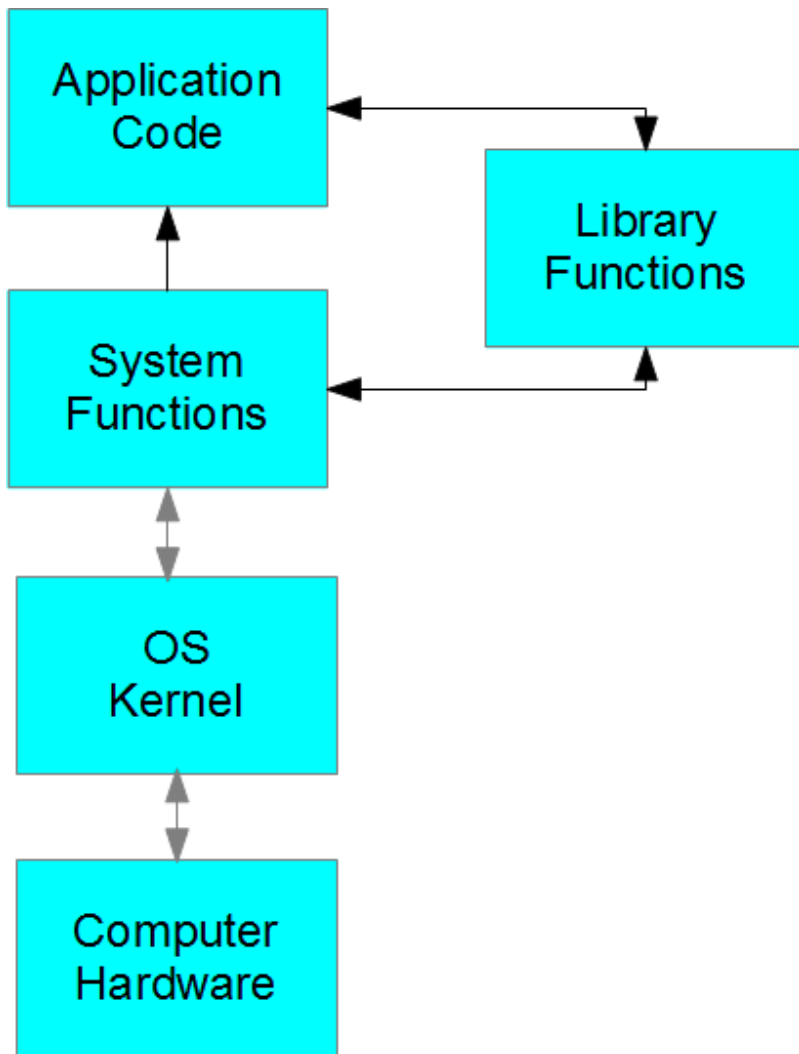 Application
Code
Library
Functions
System
Functions
OS
Kernel
Computer
Hardware